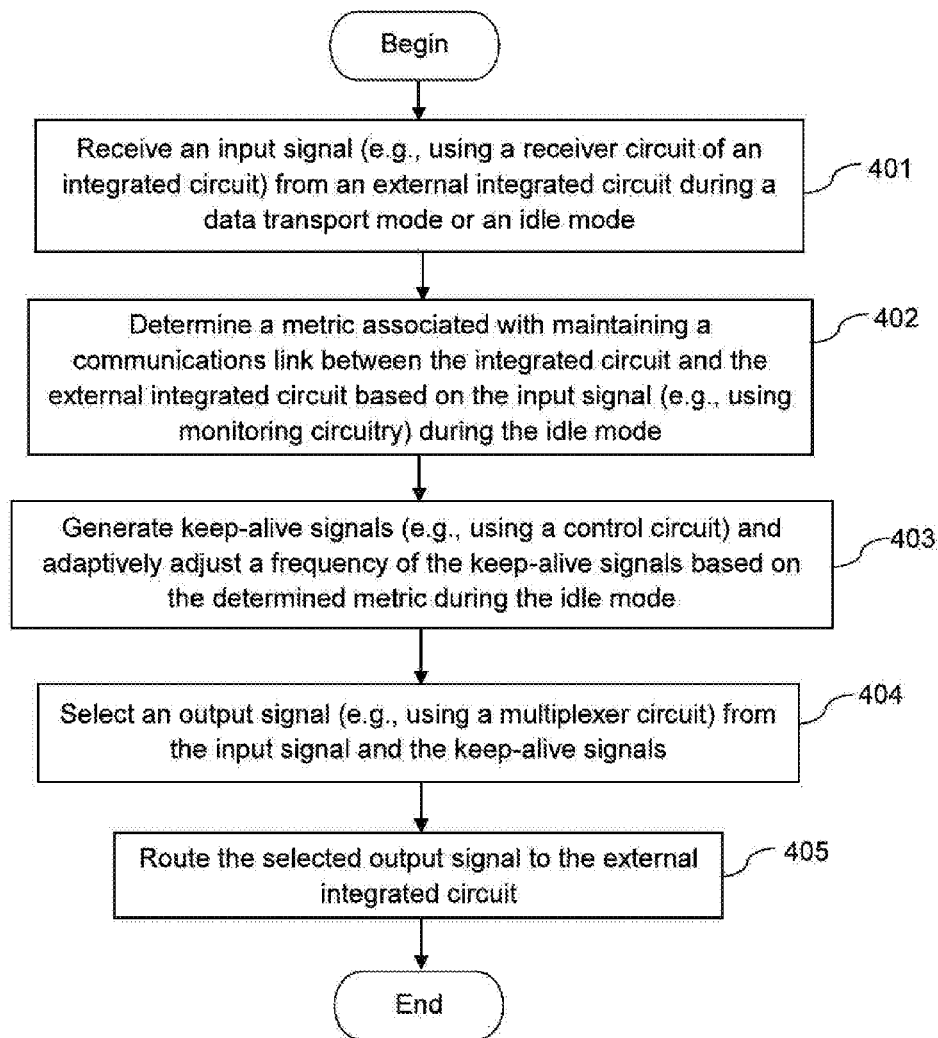 Begin
Receive an input signal (e.g., using a receiver circuit of an
integrated circuit) from an external integrated circuit during a
data transport mode or an idle mode
401
Determine a metric associated with maintaining a
communications link between the integrated circuit and the
external integrated circuit based on the input signal (e.g., using
monitoring circuitry) during the idle mode
402
Generate keep-alive signals (e.g., using a control circuit) and
adaptively adjust a frequency of the keep-alive signals based on
the determined metric during the idle mode
403
Select an output signal (e.g., using a multiplexer circuit) from
the input signal and the keep-alive signals
404
Route the selected output signal to the external
integrated circuit
405
End